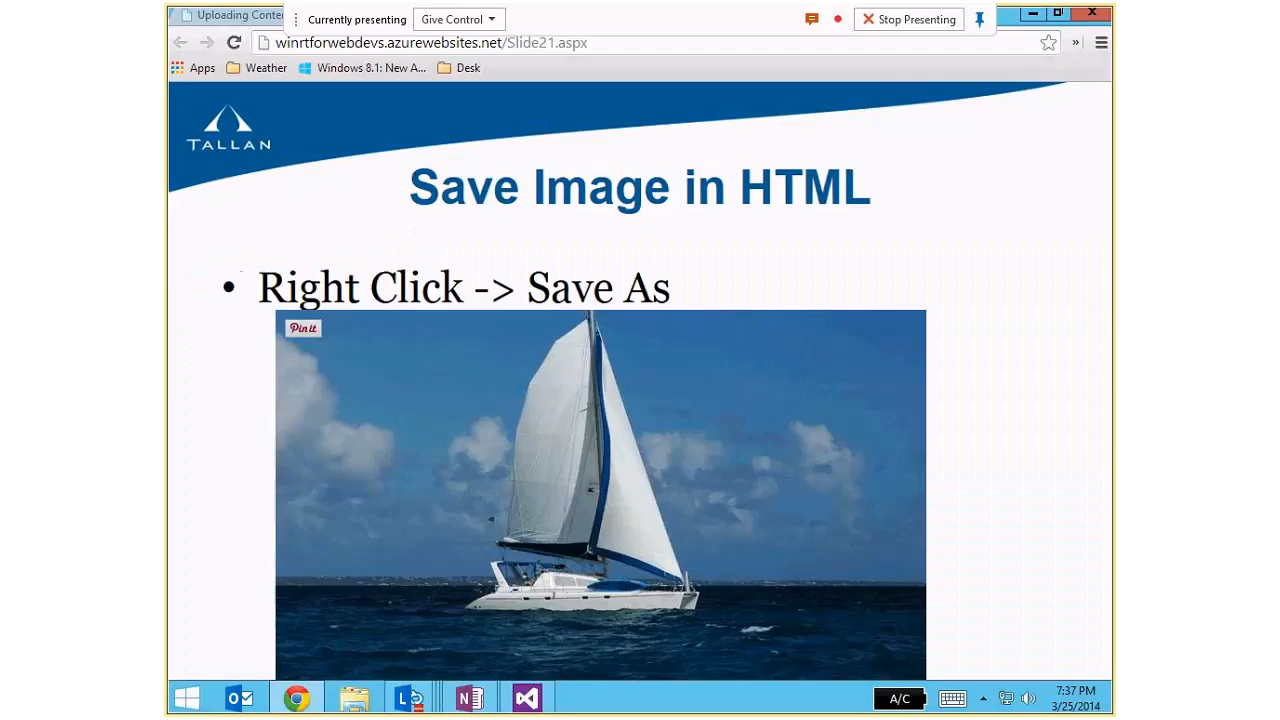 Uploading Conte
Currently presenting
Give Control
Stop Presenting
winrtforwebdevs.azurewebsites.net/Slide21.aspx
»
Apps
Weather
Windows 8.1: New A...
Desk
TALLAN
Save Image in HTML
• Right Click -> Save As
Pin it
A/C
7:37 PM
3/25/2014